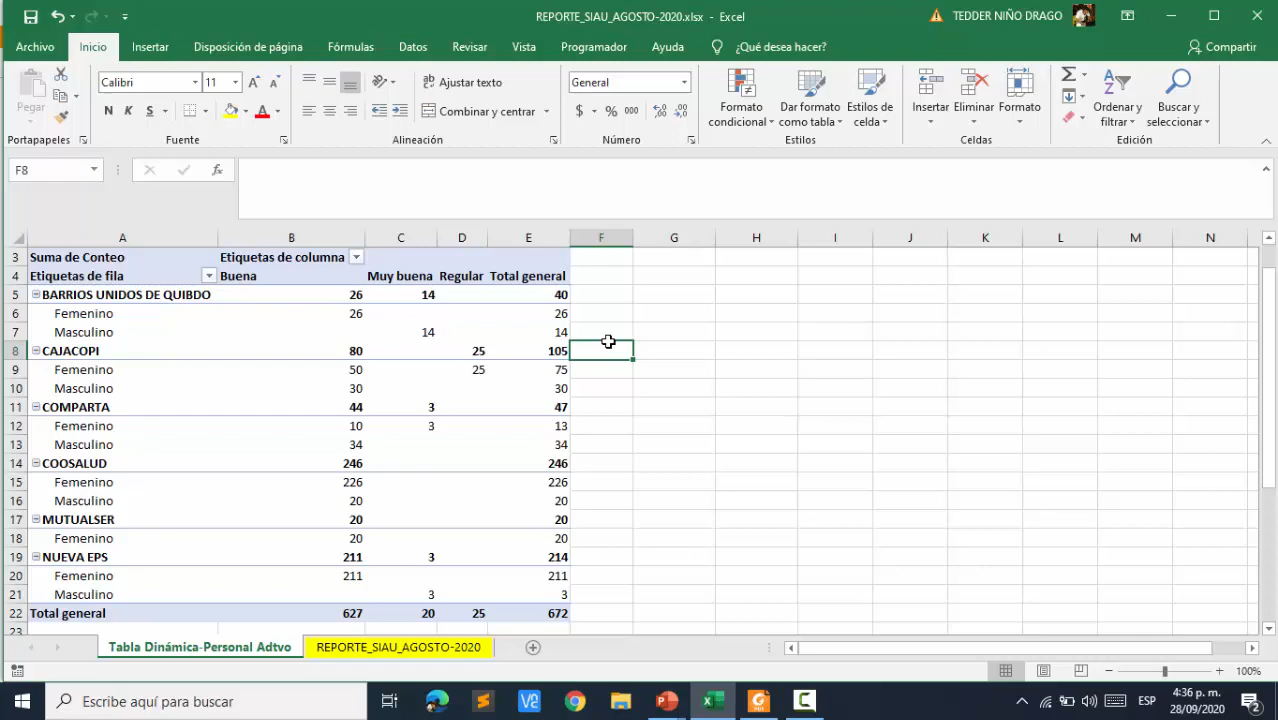 REPORTE_SIAU_AGOSTO-2020.xlsx - Excel
TEDDER NIÑO DRAGO
Archivo Inicio Insertar Disposición de página Fórmulas Datos Revisar Vista Programador Ayuda ¿Qué desea hacer? Compartir
Pegar
Calibri 11
N K S
Ajustar texto
Combinar y centrar
General
$ % 000
Formato condicional
Dar formato como tabla
Estilos de celda
Insertar
Eliminar
Formato
Ordenar y filtrar
Buscar y seleccionar
Portapapeles Fuente Alineación Número Estilos Celdas Edición
F8 fx
A B C D E F G H I J K L M N
3 Suma de Conteo Etiquetas de columna
4 Etiquetas de fila Buena Muy buena Regular Total general
5 BARRIOS UNIDOS DE QUIBDO 26 14 40
6 Femenino 26 26
7 Masculino 14 14
8 CAJACOPI 80 25 105
9 Femenino 50 25 75
10 Masculino 30 30
11 COMPARTA 44 3 47
12 Femenino 10 3 13
13 Masculino 34 34
14 COOSALUD 246 246
15 Femenino 226 226
16 Masculino 20 20
17 MUTUALSER 20 20
18 Femenino 20 20
19 NUEVA EPS 211 3 214
20 Femenino 211 211
21 Masculino 3 3
22 Total general 627 20 25 672
23
Tabla Dinámica-Personal Adtvo REPORTE_SIAU_AGOSTO-2020
100%
Escribe aquí para buscar
ESP
4:36 p. m.
28/09/2020
2